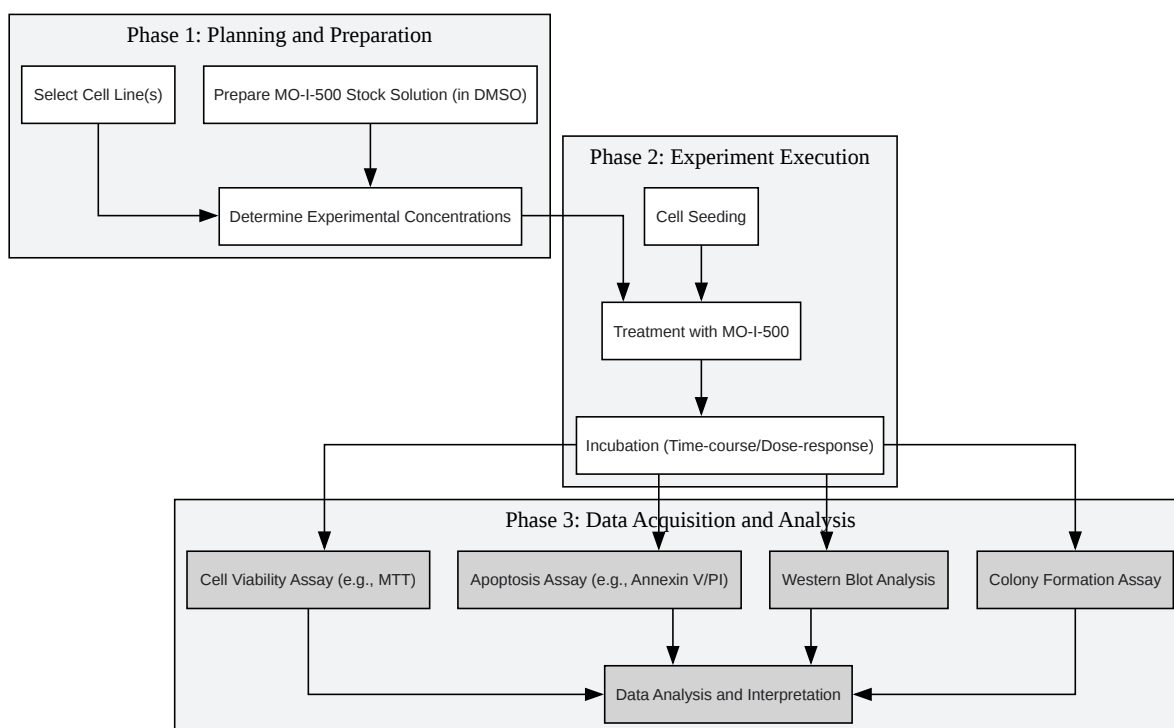 Phase 1: Planning and Preparation
Select Cell Line(s)
Prepare MO-I-500 Stock Solution (in DMSO)
Determine Experimental Concentrations
Phase 2: Experiment Execution
Cell Seeding
Treatment with MO-I-500
Incubation (Time-course/Dose-response)
Phase 3: Data Acquisition and Analysis
Cell Viability Assay (e.g., MTT)
Apoptosis Assay (e.g., Annexin V/PI)
Western Blot Analysis
Colony Formation Assay
Data Analysis and Interpretation